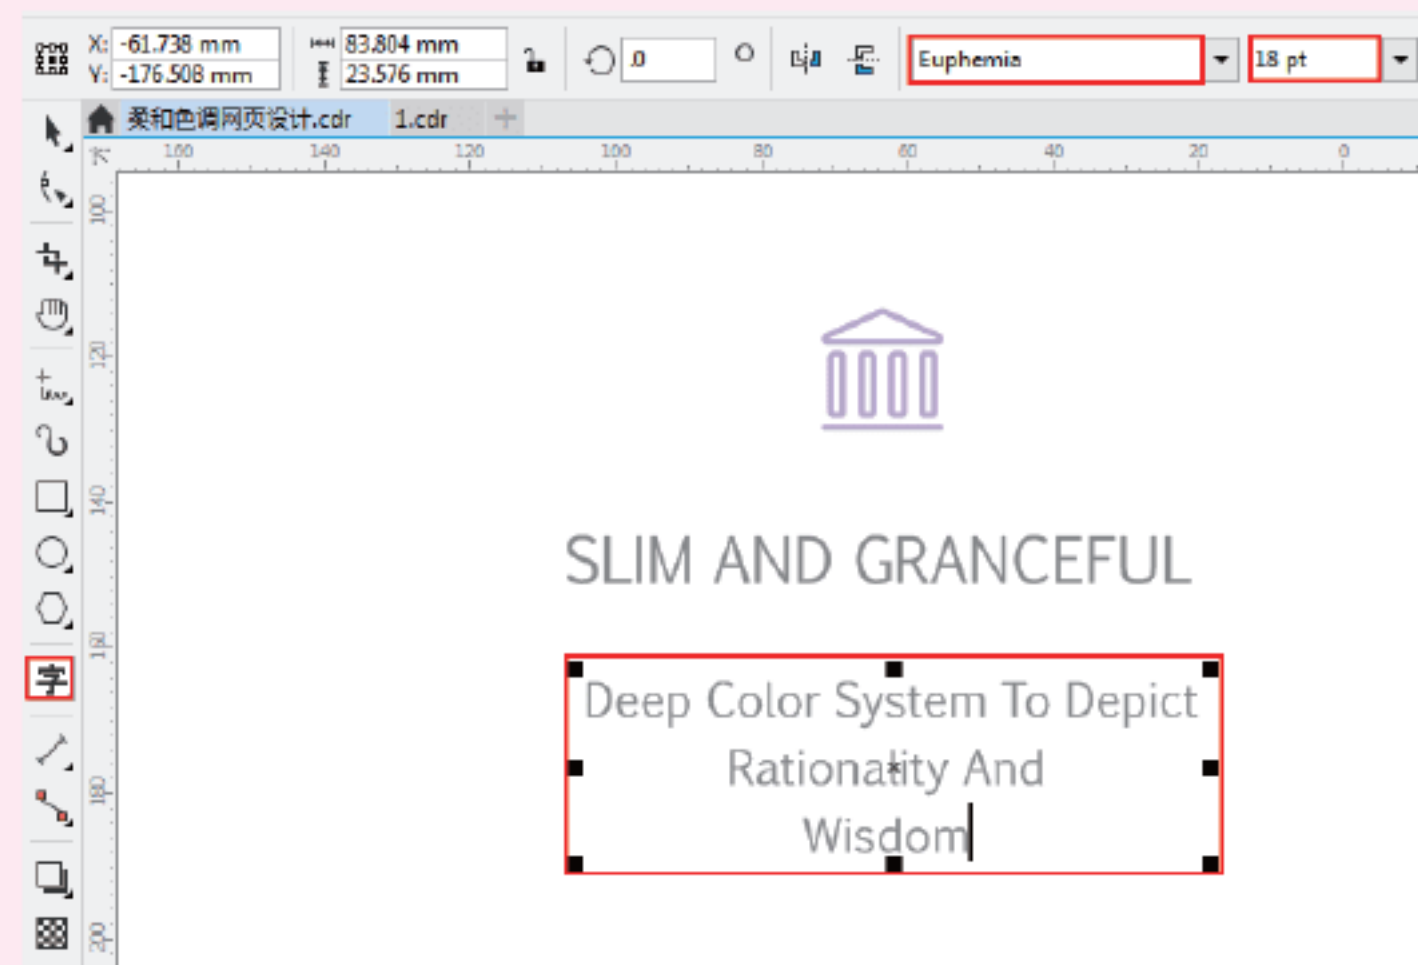 X: -61.738 mm 83.804 mm .0 Euphemia 18 pt
Y: -176.508 mm 23.576 mm
柔和色调网页设计.cdr 1.cdr
160 140 120 100 80 60 40 20 0
100
120
140
SLIM AND GRANCEFUL
160
字
Deep Color System To Depict
Rationality And
180
Wisdom
200